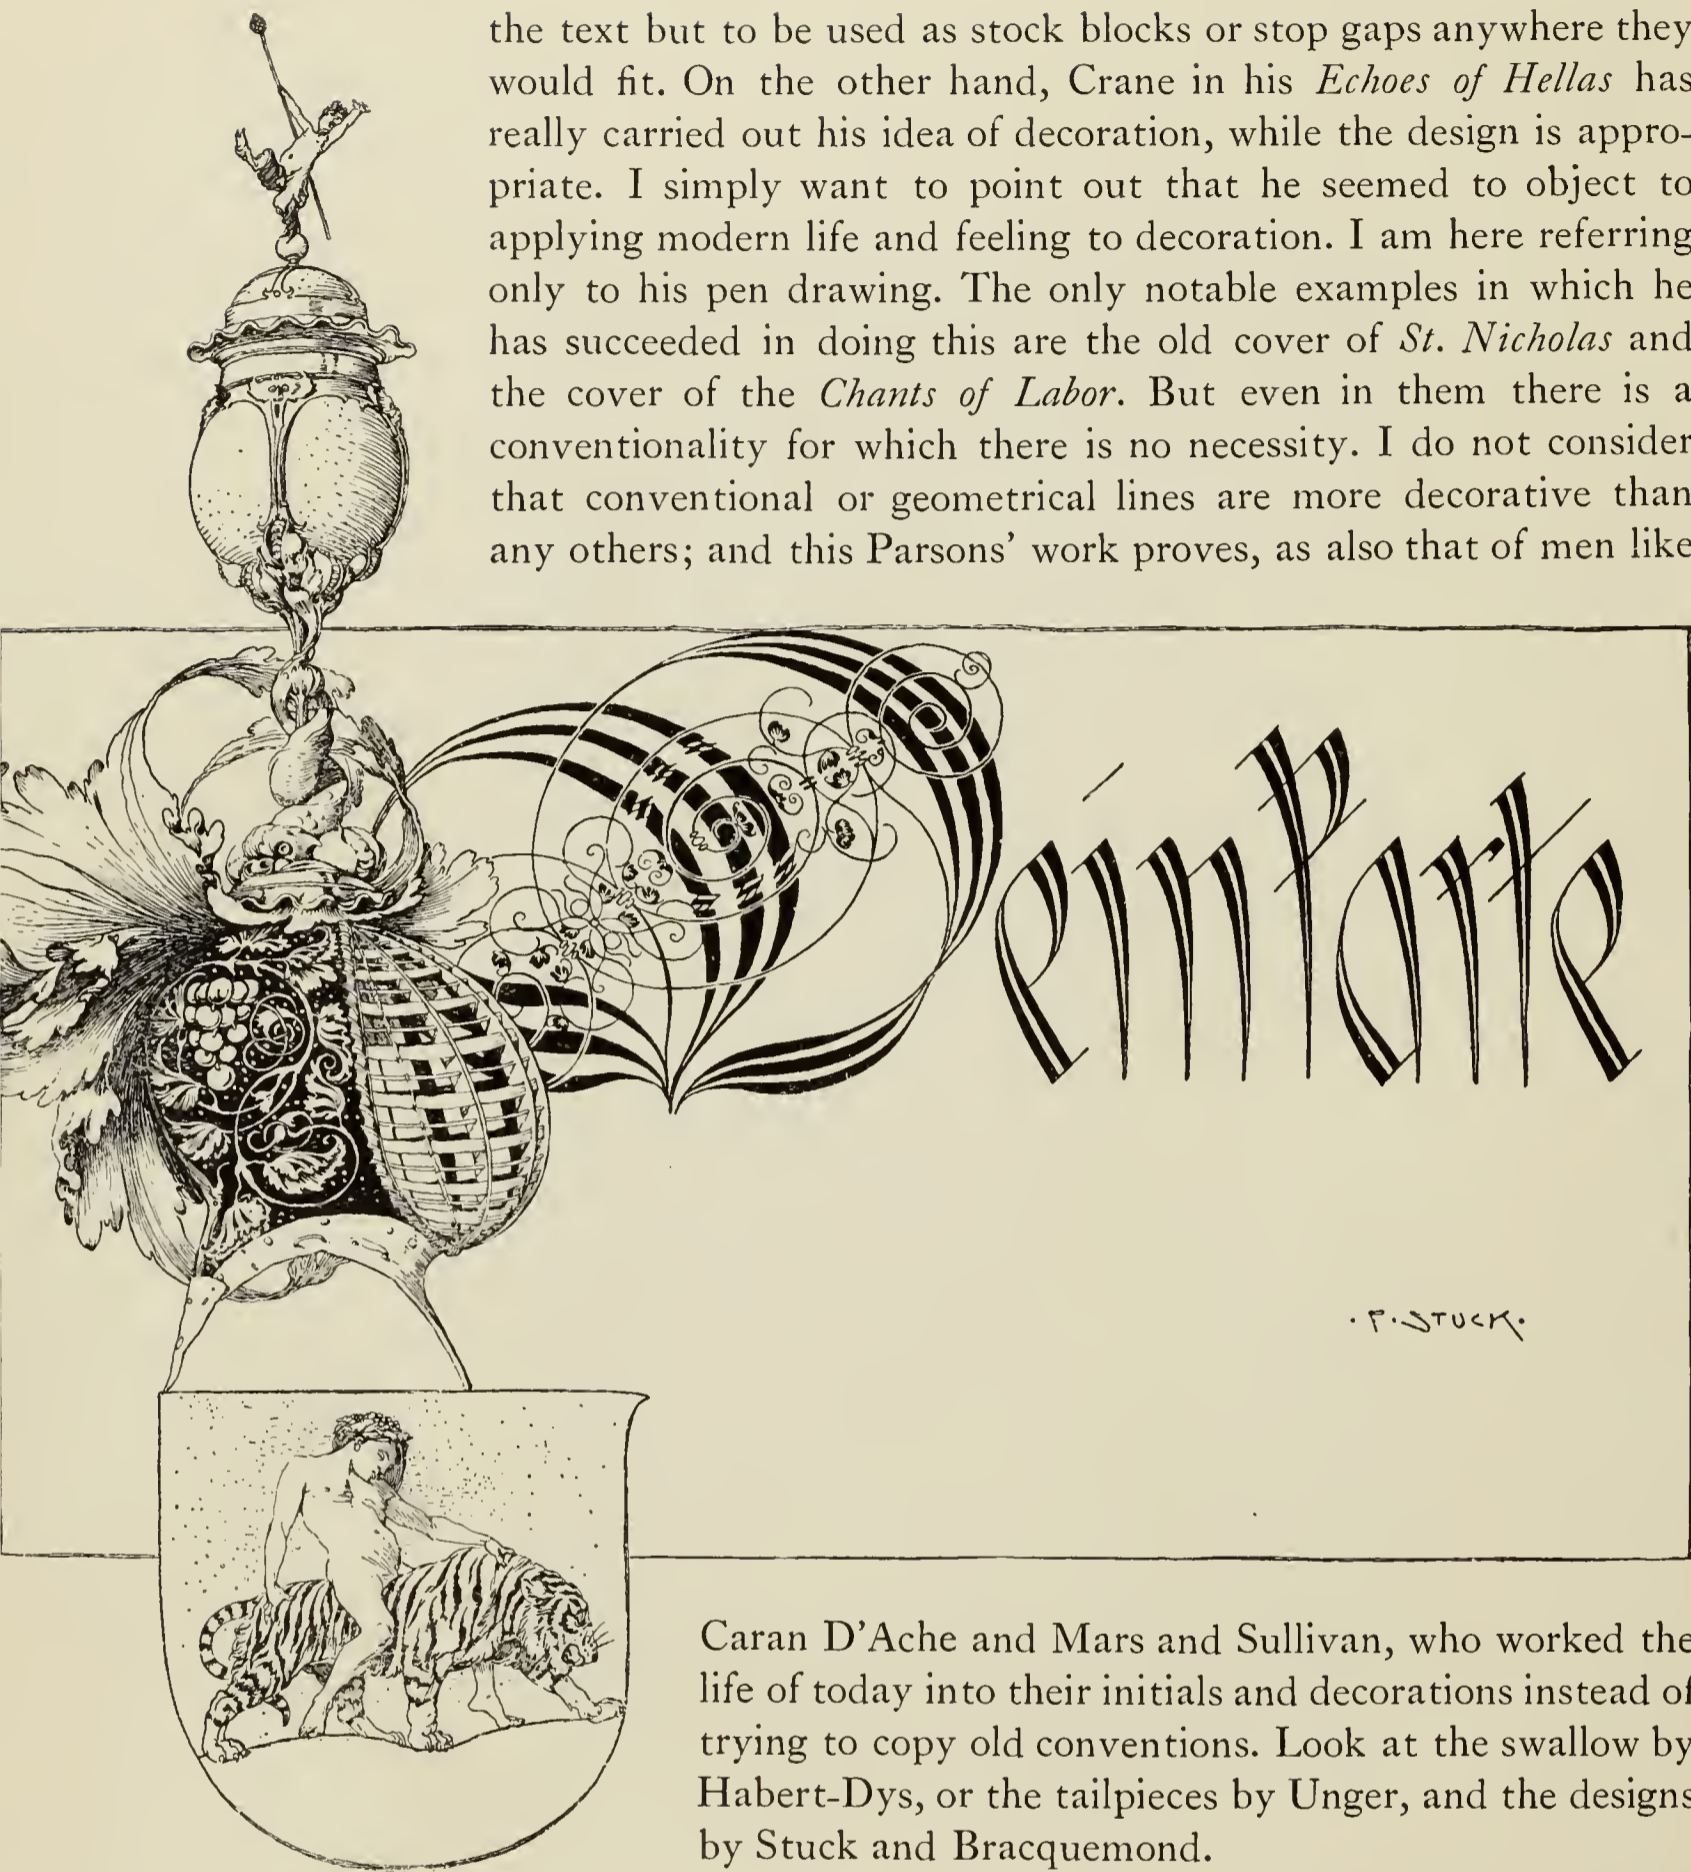 the text but to be used as stock blocks or stop gaps anywhere they
would fit. On the other hand, Crane in his Echoes of Hellas has
really carried out his idea of decoration, while the design is appro-
priate. I simply want to point out that he seemed to object to
applying modern life and feeling to decoration. I am here referring
only to his pen drawing. The only notable examples in which he
has succeeded in doing this are the old cover of St. Nicholas and
the cover of the Chants of Labor. But even in them there is a
conventionality for which there is no necessity. I do not consider
that conventional or geometrical lines are more decorative than
any others; and this Parsons’ work proves, as also that of men like
Weinkarte
· F · STUCK ·
Caran D’Ache and Mars and Sullivan, who worked the
life of today into their initials and decorations instead of
trying to copy old conventions. Look at the swallow by
Habert-Dys, or the tailpieces by Unger, and the designs
by Stuck and Bracquemond.